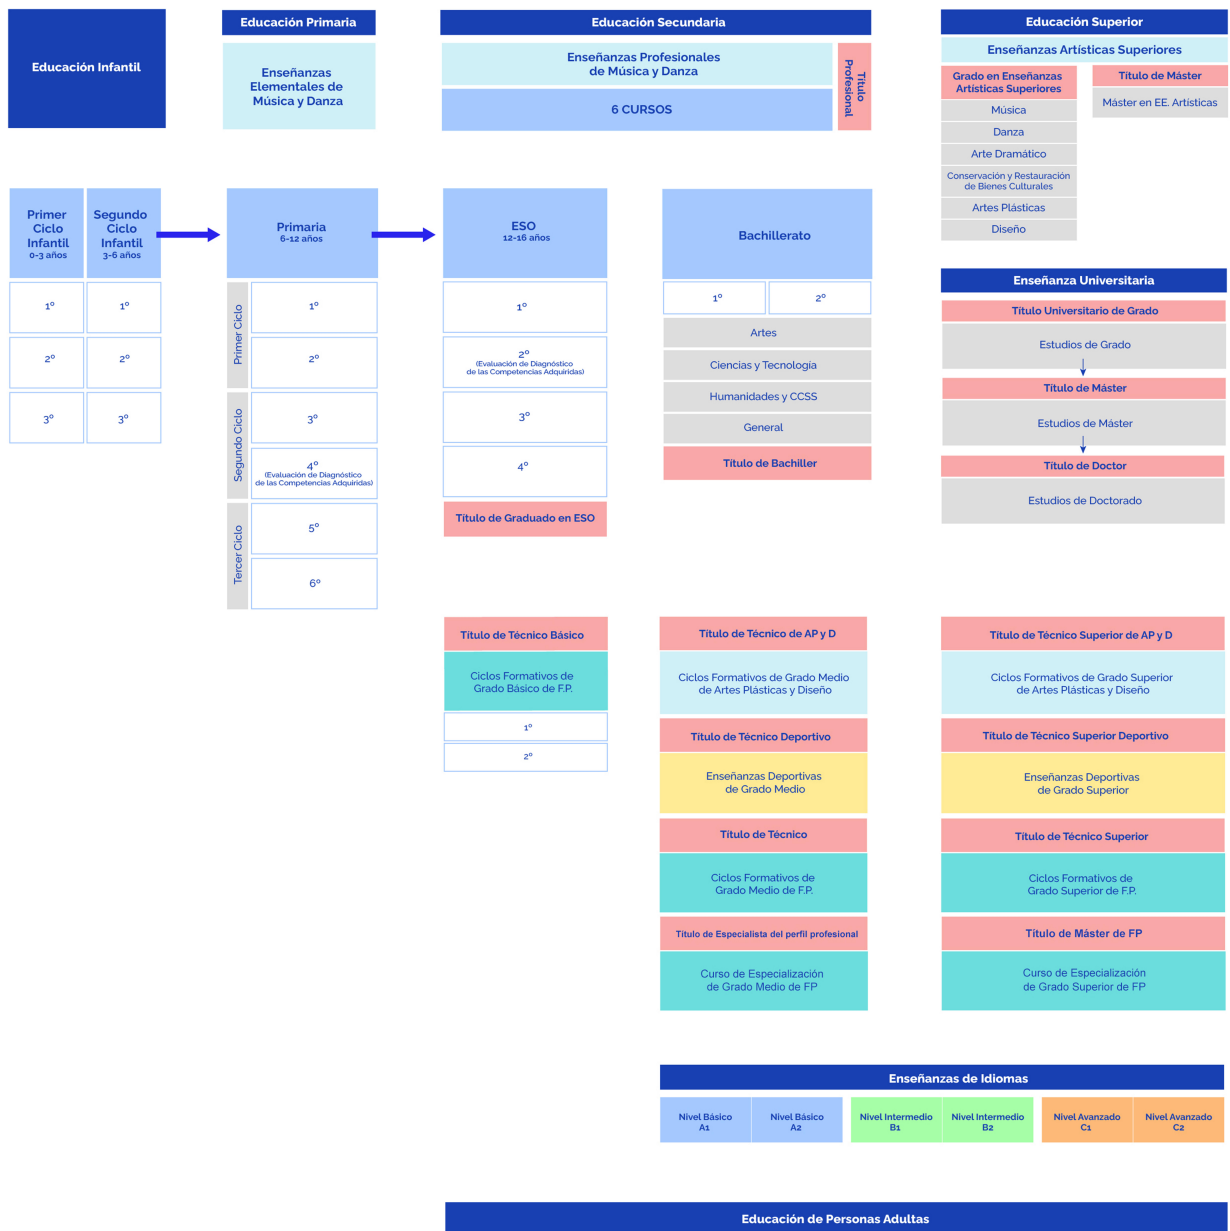 Educación Infantil
Educación Primaria
Enseñanzas
Elementales de
Música y Danza
Educación Secundaria
Enseñanzas Profesionales
de Música y Danza
6 CURSOS
Título
Profesional
Educación Superior
Enseñanzas Artísticas Superiores
Grado en Enseñanzas
Artísticas Superiores
Música
Danza
Arte Dramático
Conservación y Restauración
de Bienes Culturales
Artes Plásticas
Diseño
Título de Máster
Máster en EE. Artísticas
Primer
Ciclo
Infantil
0-3 años
1º
2º
3º
Segundo
Ciclo
Infantil
3-6 años
1º
2º
3º
Primaria
6-12 años
Primer Ciclo
1º
2º
Segundo Ciclo
3º
4º
(Evaluación de Diagnóstico
de las Competencias Adquiridas)
Tercer Ciclo
5º
6º
ESO
12-16 años
1º
2º
(Evaluación de Diagnóstico
de las Competencias Adquiridas)
3º
4º
Título de Graduado en ESO
Bachillerato
1º
2º
Artes
Ciencias y Tecnología
Humanidades y CCSS
General
Título de Bachiller
Enseñanza Universitaria
Título Universitario de Grado
Estudios de Grado
Título de Máster
Estudios de Máster
Título de Doctor
Estudios de Doctorado
Título de Técnico Básico
Ciclos Formativos de
Grado Básico de F.P.
1º
2º
Título de Técnico de AP y D
Ciclos Formativos de Grado Medio
de Artes Plásticas y Diseño
Título de Técnico Deportivo
Enseñanzas Deportivas
de Grado Medio
Título de Técnico
Ciclos Formativos de
Grado Medio de F.P.
Título de Especialista del perfil profesional
Curso de Especialización
de Grado Medio de FP
Título de Técnico Superior de AP y D
Ciclos Formativos de Grado Superior
de Artes Plásticas y Diseño
Título de Técnico Superior Deportivo
Enseñanzas Deportivas
de Grado Superior
Título de Técnico Superior
Ciclos Formativos de
Grado Superior de F.P.
Título de Máster de FP
Curso de Especialización
de Grado Superior de FP
Enseñanzas de Idiomas
Nivel Básico
A1
Nivel Básico
A2
Nivel Intermedio
B1
Nivel Intermedio
B2
Nivel Avanzado
C1
Nivel Avanzado
C2
Educación de Personas Adultas